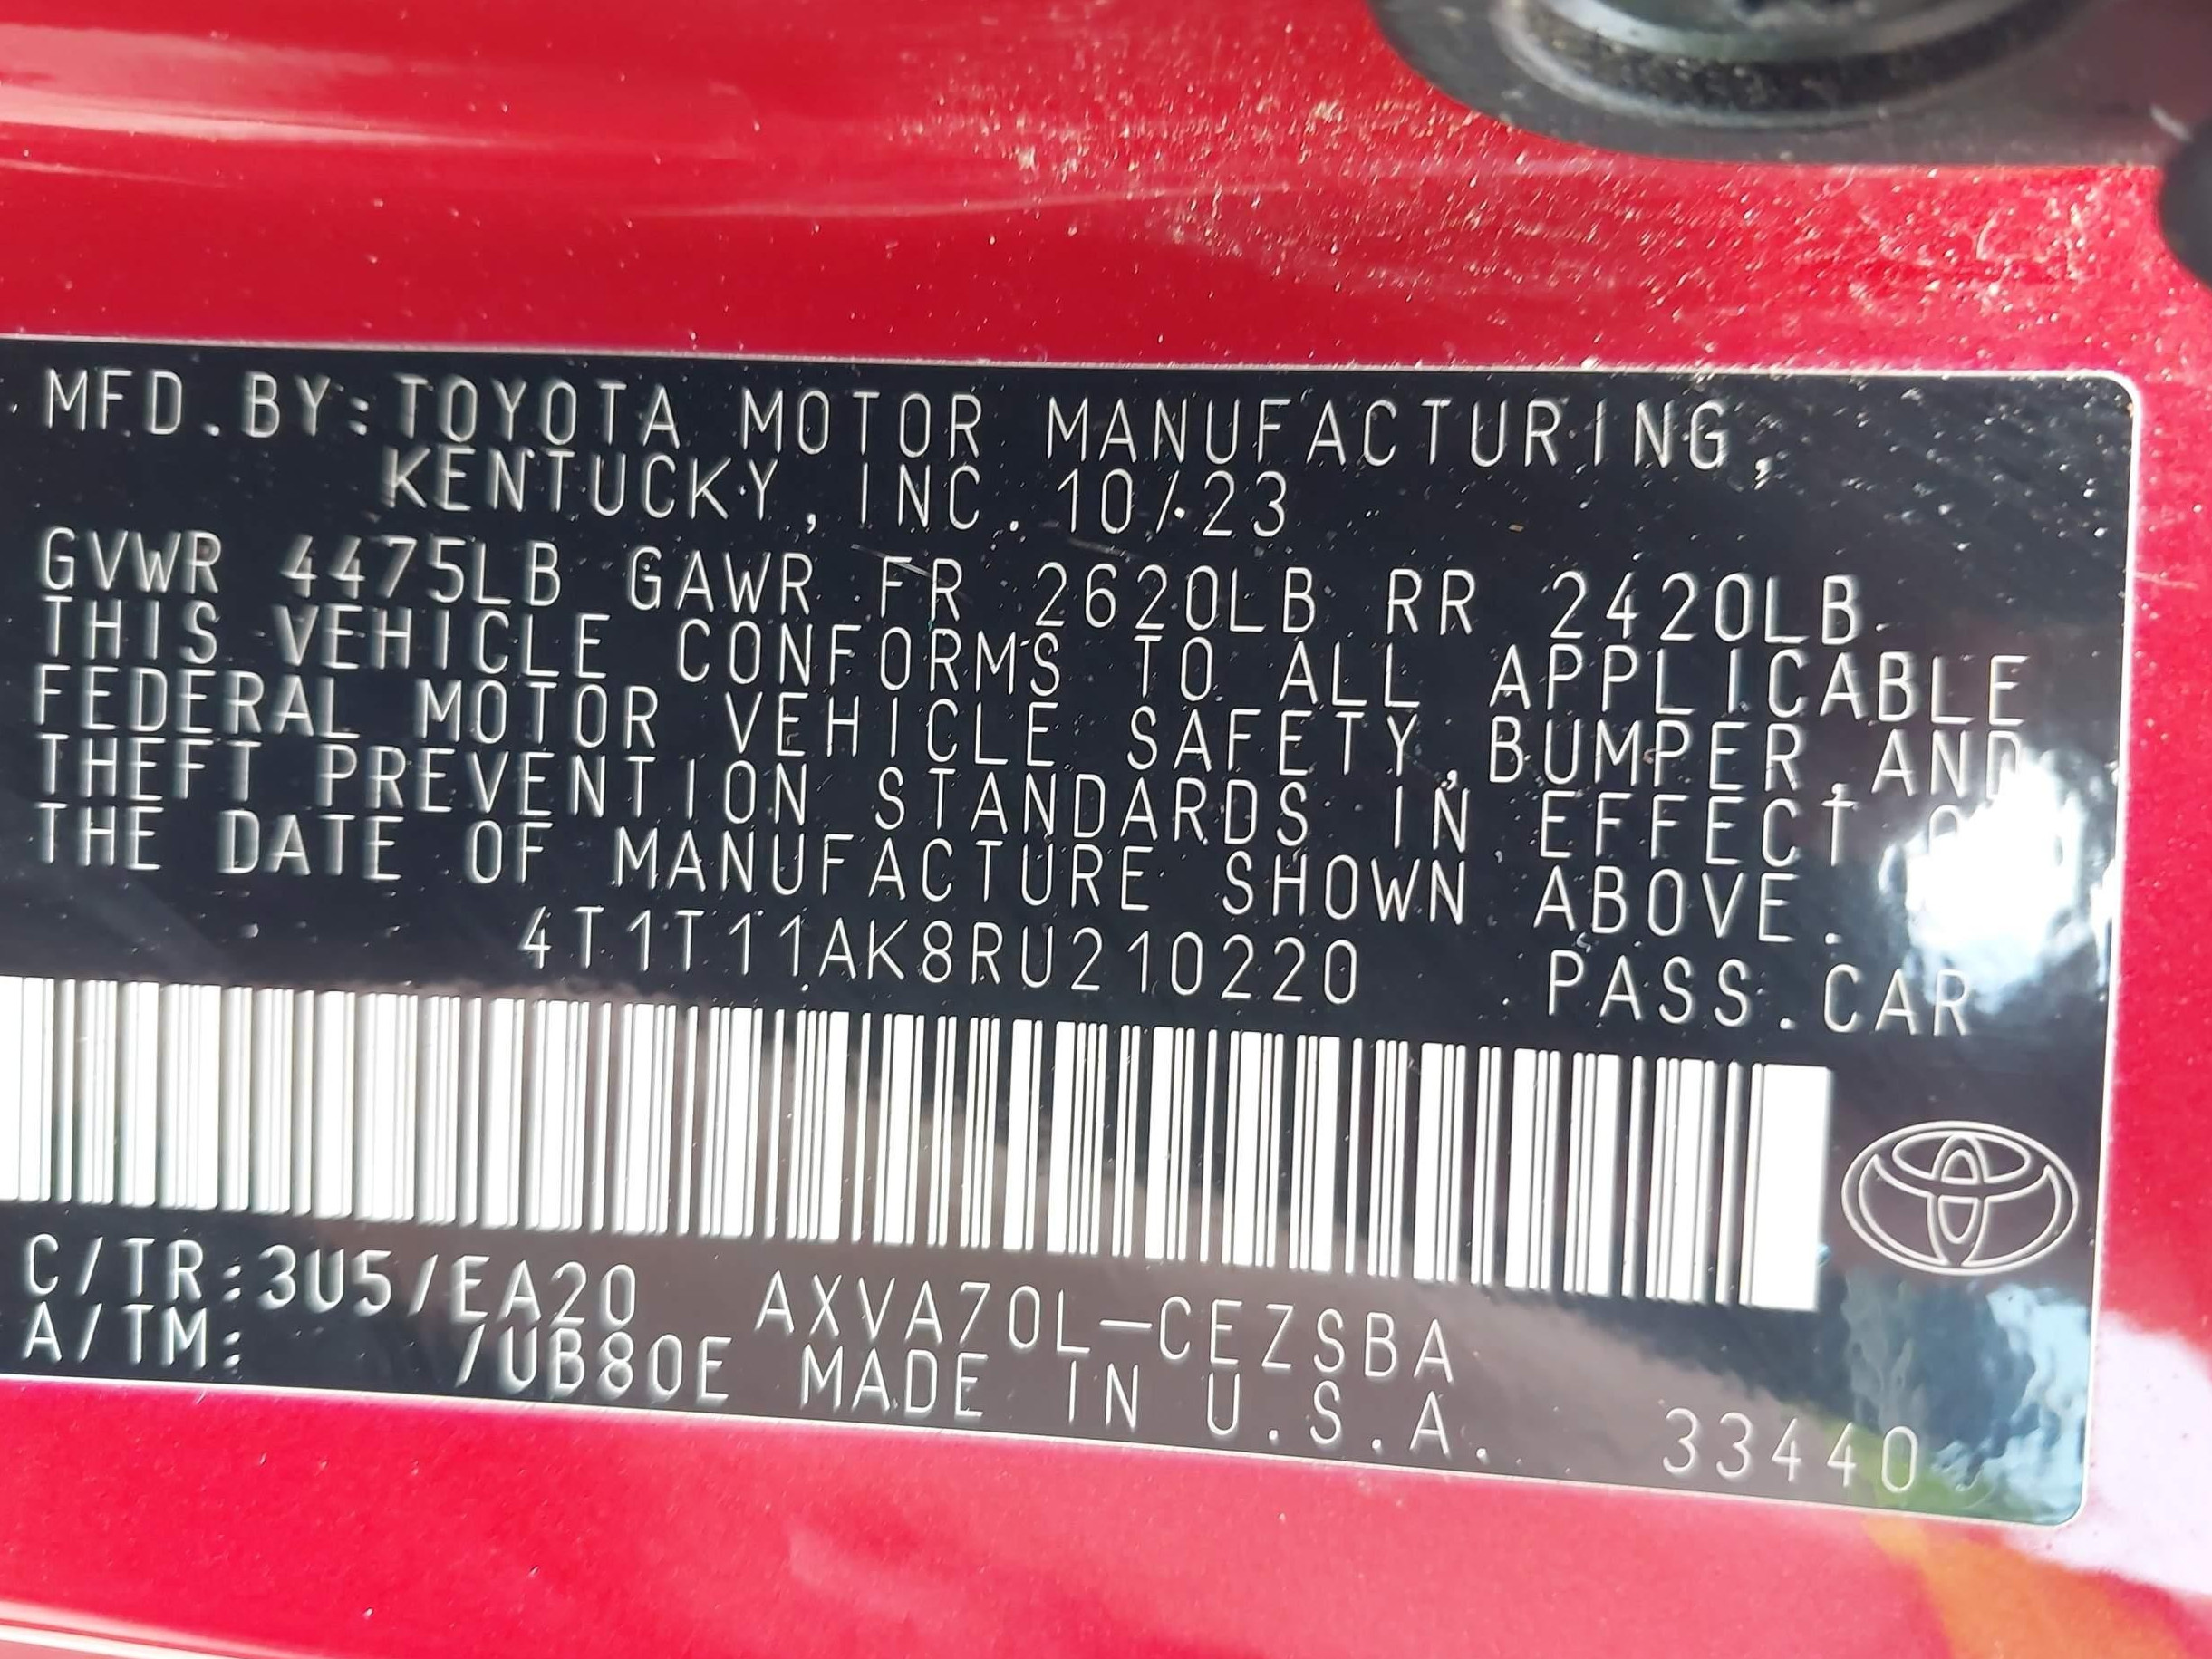 MFD.BY:TOYOTA MOTOR MANUFACTURING,
KENTUCKY, INC. 10/23
GVWR 4475LB GAWR FR 2620LB RR 2420LB
THIS VEHICLE CONFORMS TO ALL APPLICABLE
FEDERAL MOTOR VEHICLE SAFETY, BUMPER, AND
THEFT PREVENTION STANDARDS IN EFFECT
THE DATE OF MANUFACTURE SHOWN ABOVE.
4T1T11AK8RU210220 PASS.CAR
C/TR:3U5/EA20 AXVA70L-CEZSBA
A/TM: /UB80E MADE IN U.S.A. 33440